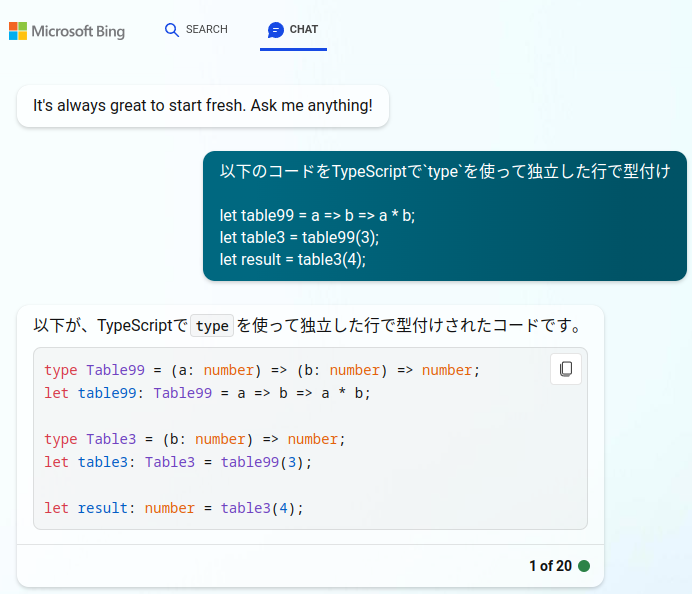 Microsoft Bing
SEARCH
CHAT
It's always great to start fresh. Ask me anything!
以下のコードをTypeScriptで`type`を使って独立した行で型付け
let table99 = a => b => a * b;
let table3 = table99(3);
let result = table3(4);
以下が、TypeScriptで type を使って独立した行で型付けされたコードです。
type Table99 = (a: number) => (b: number) => number;
let table99: Table99 = a => b => a * b;
type Table3 = (b: number) => number;
let table3: Table3 = table99(3);
let result: number = table3(4);
1 of 20